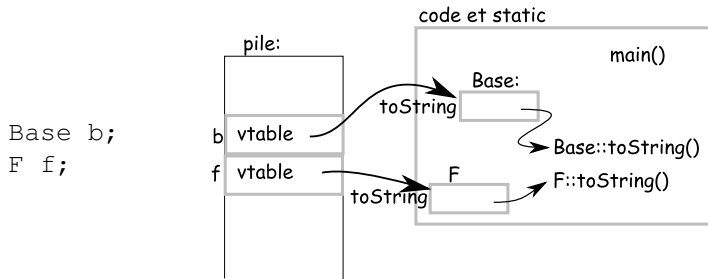 code et static
pile:
main()
Base:
toString
Base b;
b vtable
Base::toString()
F f;
f vtable
F
F::toString()
toString